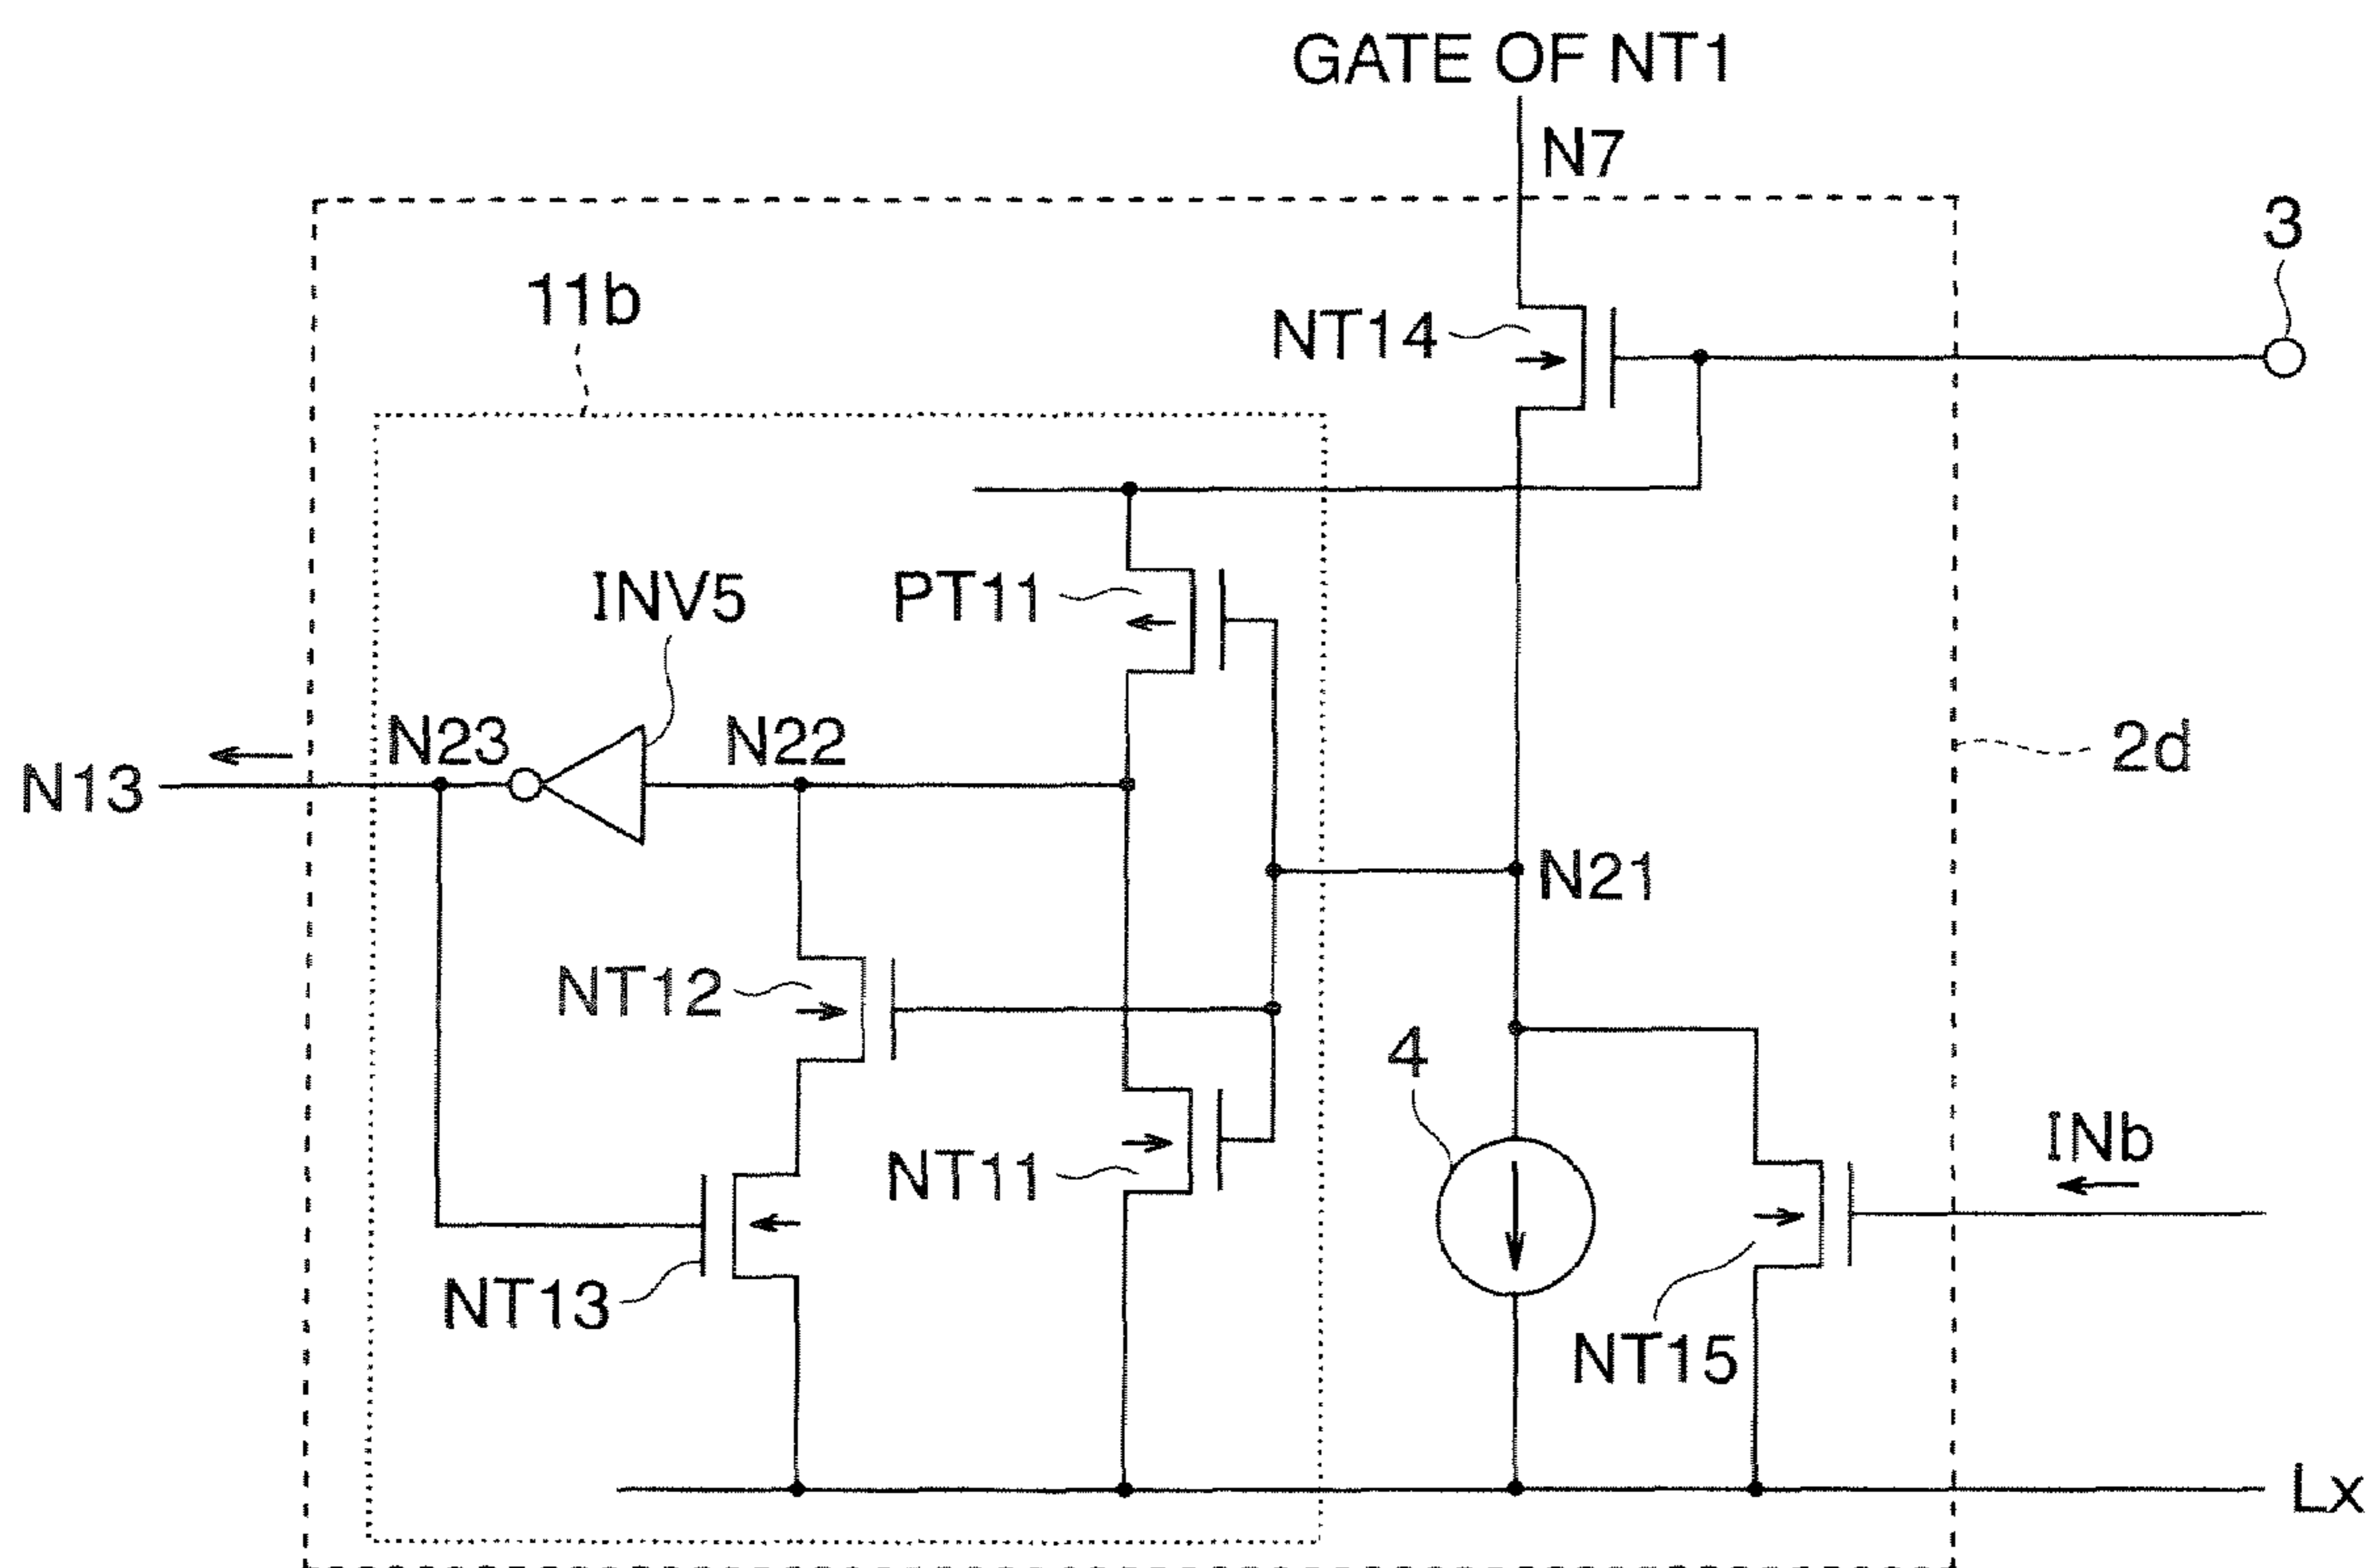 GATE OF NT1
N7
3
11b
NT14
INV5
PT11
N23
N22
2d
N13
N21
NT12
4
INb
NT11
NT13
NT15
Lx